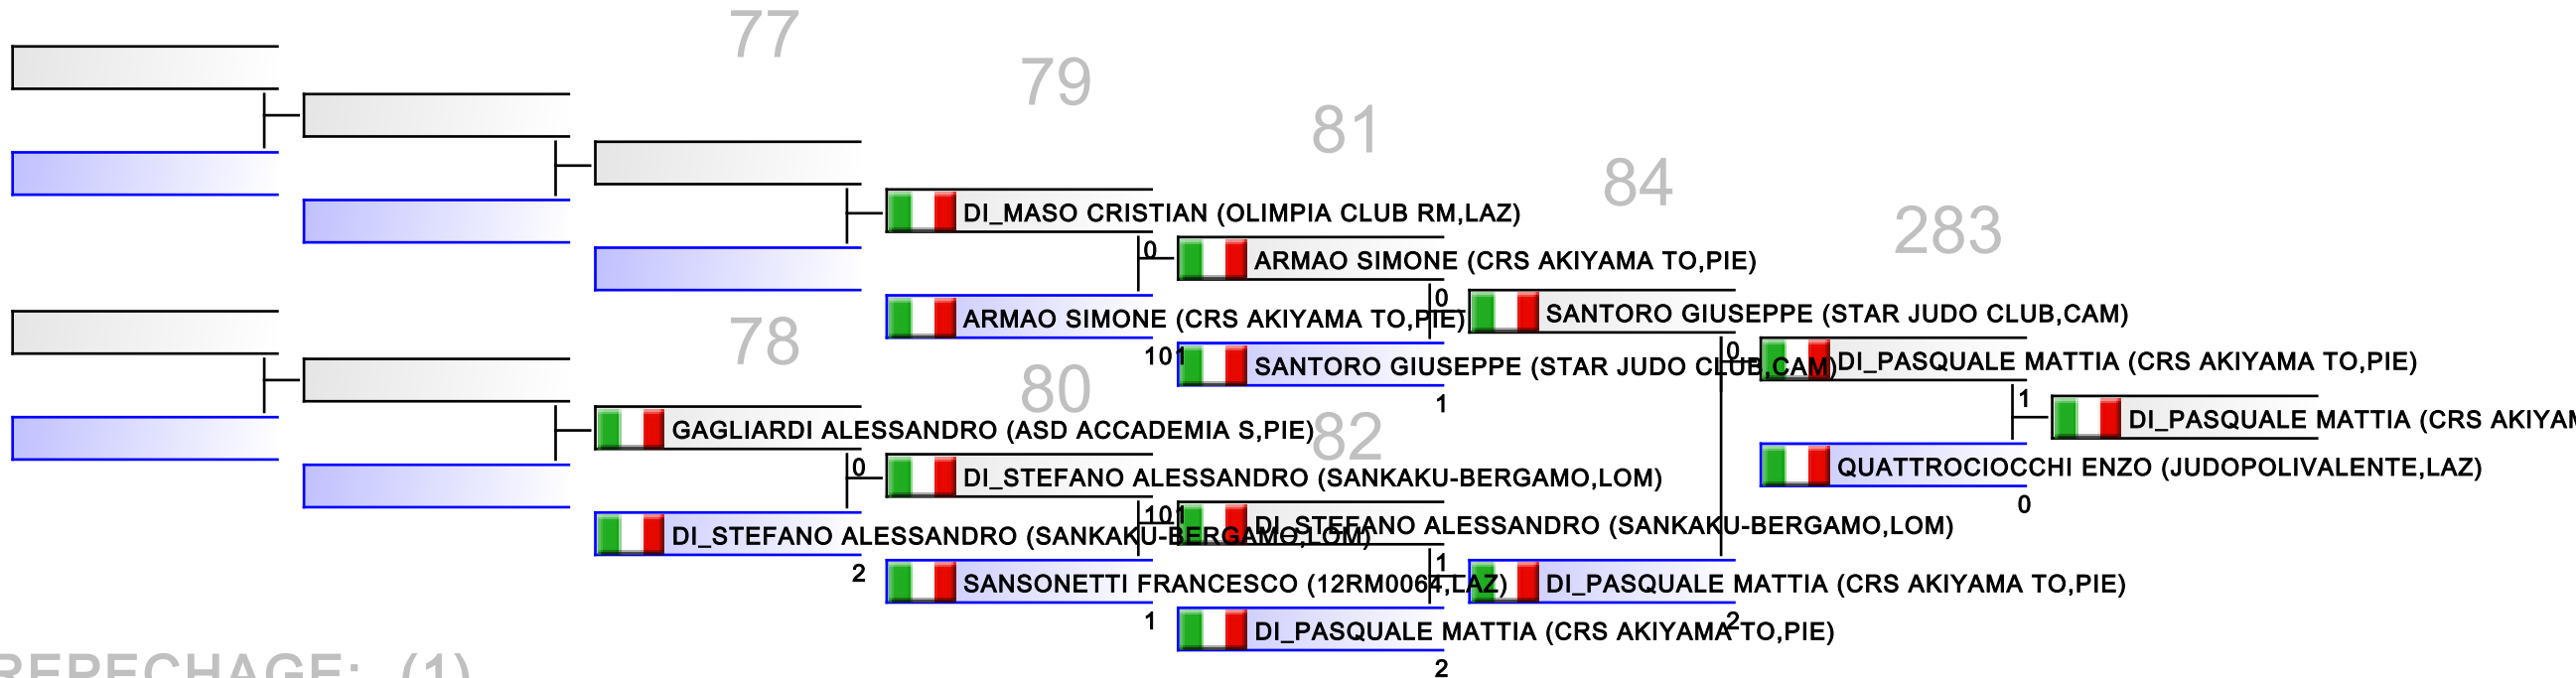 77
79
81
84
283
DI_MASO CRISTIAN (OLIMPIA CLUB RM,LAZ)
0
ARMAO SIMONE (CRS AKIYAMA TO,PIE)
0
ARMAO SIMONE (CRS AKIYAMA TO,PIE)
101
SANTORO GIUSEPPE (STAR JUDO CLUB,CAM)
0
78
SANTORO GIUSEPPE (STAR JUDO CLUB,CAM)
1
DI_PASQUALE MATTIA (CRS AKIYAMA TO,PIE)
1
80
82
DI_PASQUALE MATTIA (CRS AKIYAM
GAGLIARDI ALESSANDRO (ASD ACCADEMIA S,PIE)
0
DI_STEFANO ALESSANDRO (SANKAKU-BERGAMO,LOM)
101
QUATTROCIOCCHI ENZO (JUDOPOLIVALENTE,LAZ)
0
DI_STEFANO ALESSANDRO (SANKAKU-BERGAMO,LOM)
2
DI_STEFANO ALESSANDRO (SANKAKU-BERGAMO,LOM)
1
SANSONETTI FRANCESCO (12RM0064,LAZ)
1
DI_PASQUALE MATTIA (CRS AKIYAMA TO,PIE)
2
DI_PASQUALE MATTIA (CRS AKIYAMA TO,PIE)
2
REPECHAGE: (1)